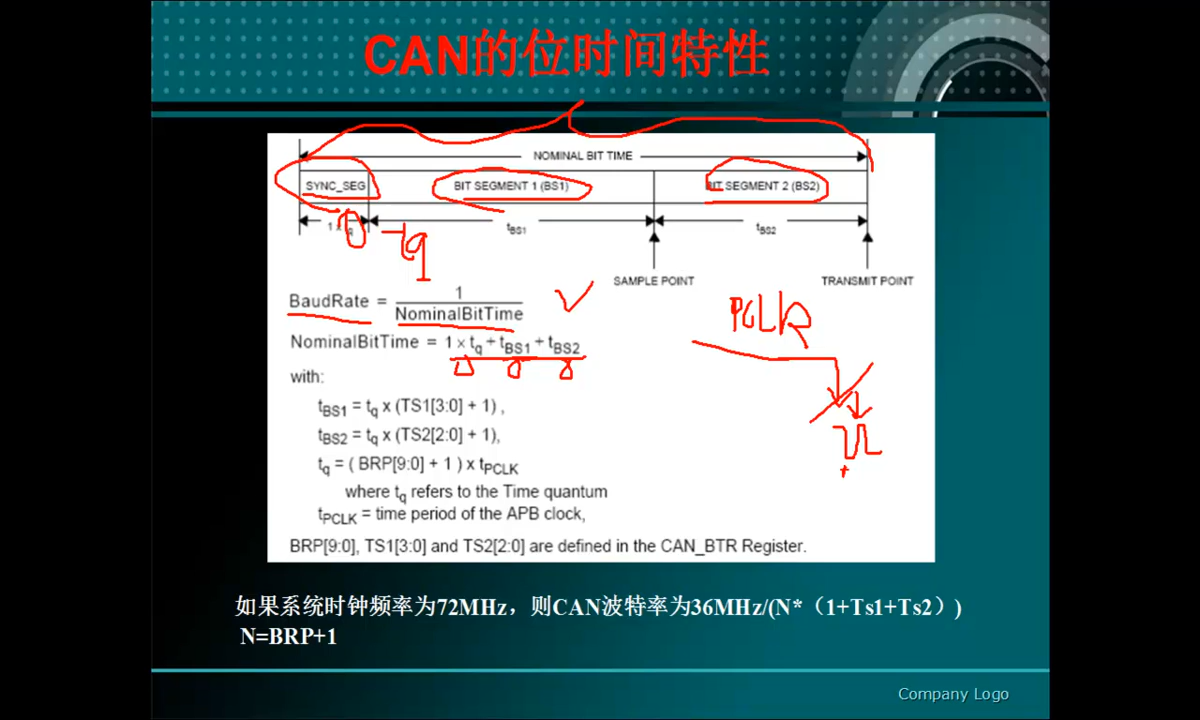 CAN的位时间特性
NOMINAL BIT TIME
SYNC_SEG BIT SEGMENT 1 (BS1) BIT SEGMENT 2 (BS2)
1 x tq tBS1 tBS2
tq
SAMPLE POINT TRANSMIT POINT
PCLK
BaudRate = 1 / NominalBitTime
NominalBitTime = 1 × tq + tBS1 + tBS2
with:
tBS1 = tq x (TS1[3:0] + 1) ,
tBS2 = tq x (TS2[2:0] + 1),
tq = ( BRP[9:0] + 1 ) x tPCLK
where tq refers to the Time quantum
tPCLK = time period of the APB clock,
BRP[9:0], TS1[3:0] and TS2[2:0] are defined in the CAN_BTR Register.
如果系统时钟频率为72MHz，则CAN波特率为36MHz/(N*（1+Ts1+Ts2）)
N=BRP+1
Company Logo